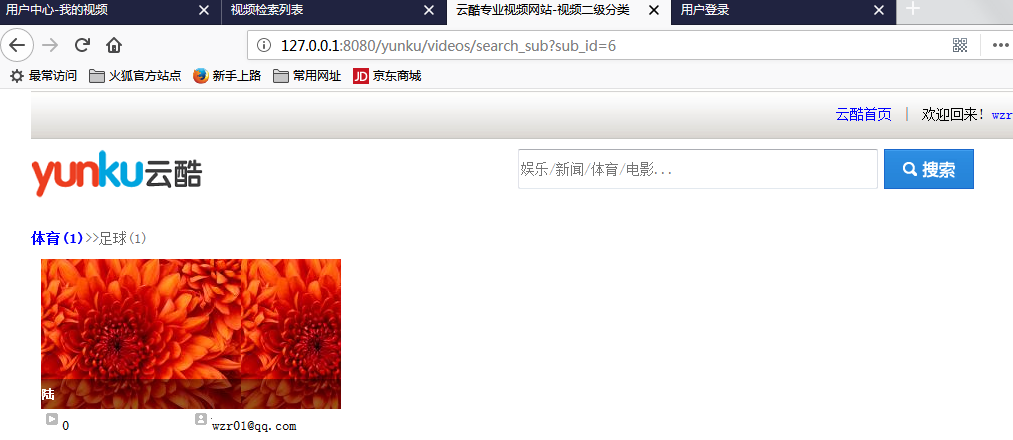 用户中心-我的视频 视频检索列表 云酷专业视频网站-视频二级分类 用户登录
127.0.0.1:8080/yunku/videos/search_sub?sub_id=6
最常访问 火狐官方站点 新手上路 常用网址 JD 京东商城
云酷首页 | 欢迎回来! wzr
yunku云酷 娱乐/新闻/体育/电影... 搜索
体育(1)>>足球(1)
陆
0 wzr01@qq.com